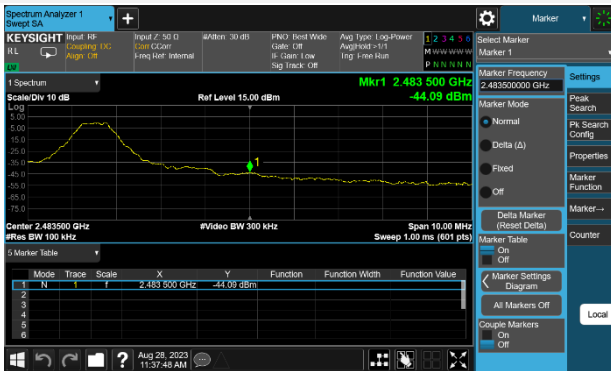 Spectrum Analyzer 1
Swept SA
+
Marker
KEYSIGHT
RL
Input: RF
Coupling: DC
Align: Off
Input Z: 50 Ω
Corr CCorr
Freq Ref: Internal
#Atten: 30 dB
PNO: Best Wide
Gate: Off
IF Gain: Low
Sig Track: Off
Avg Type: Log-Power
Avg|Hold:>1/1
Trig: Free Run
1 2 3 4 5 6
M W W W W W
P N N N N N
LXI
Select Marker
Marker 1
Marker Frequency
2.483500000 GHz
Settings
1 Spectrum
Scale/Div 10 dB
Ref Level 15.00 dBm
Mkr1 2.483 500 GHz
-44.09 dBm
Log
5.00
-5.00
-15.0
-25.0
-35.0
-45.0
-55.0
-65.0
-75.0
1
Center 2.483500 GHz
#Res BW 100 kHz
#Video BW 300 kHz
Span 10.00 MHz
Sweep 1.00 ms (601 pts)
Marker Mode
Normal
Delta (Δ)
Fixed
Off
Delta Marker
(Reset Delta)
Marker Table
On
Off
Marker Settings
Diagram
All Markers Off
Couple Markers
On
Off
Peak
Search
Pk Search
Config
Properties
Marker
Function
Marker→
Counter
Local
5 Marker Table
Mode Trace Scale X Y Function Function Width Function Value
1 N 1 f 2.483 500 GHz -44.09 dBm
2
3
4
5
6
?
Aug 28, 2023
11:37:48 AM